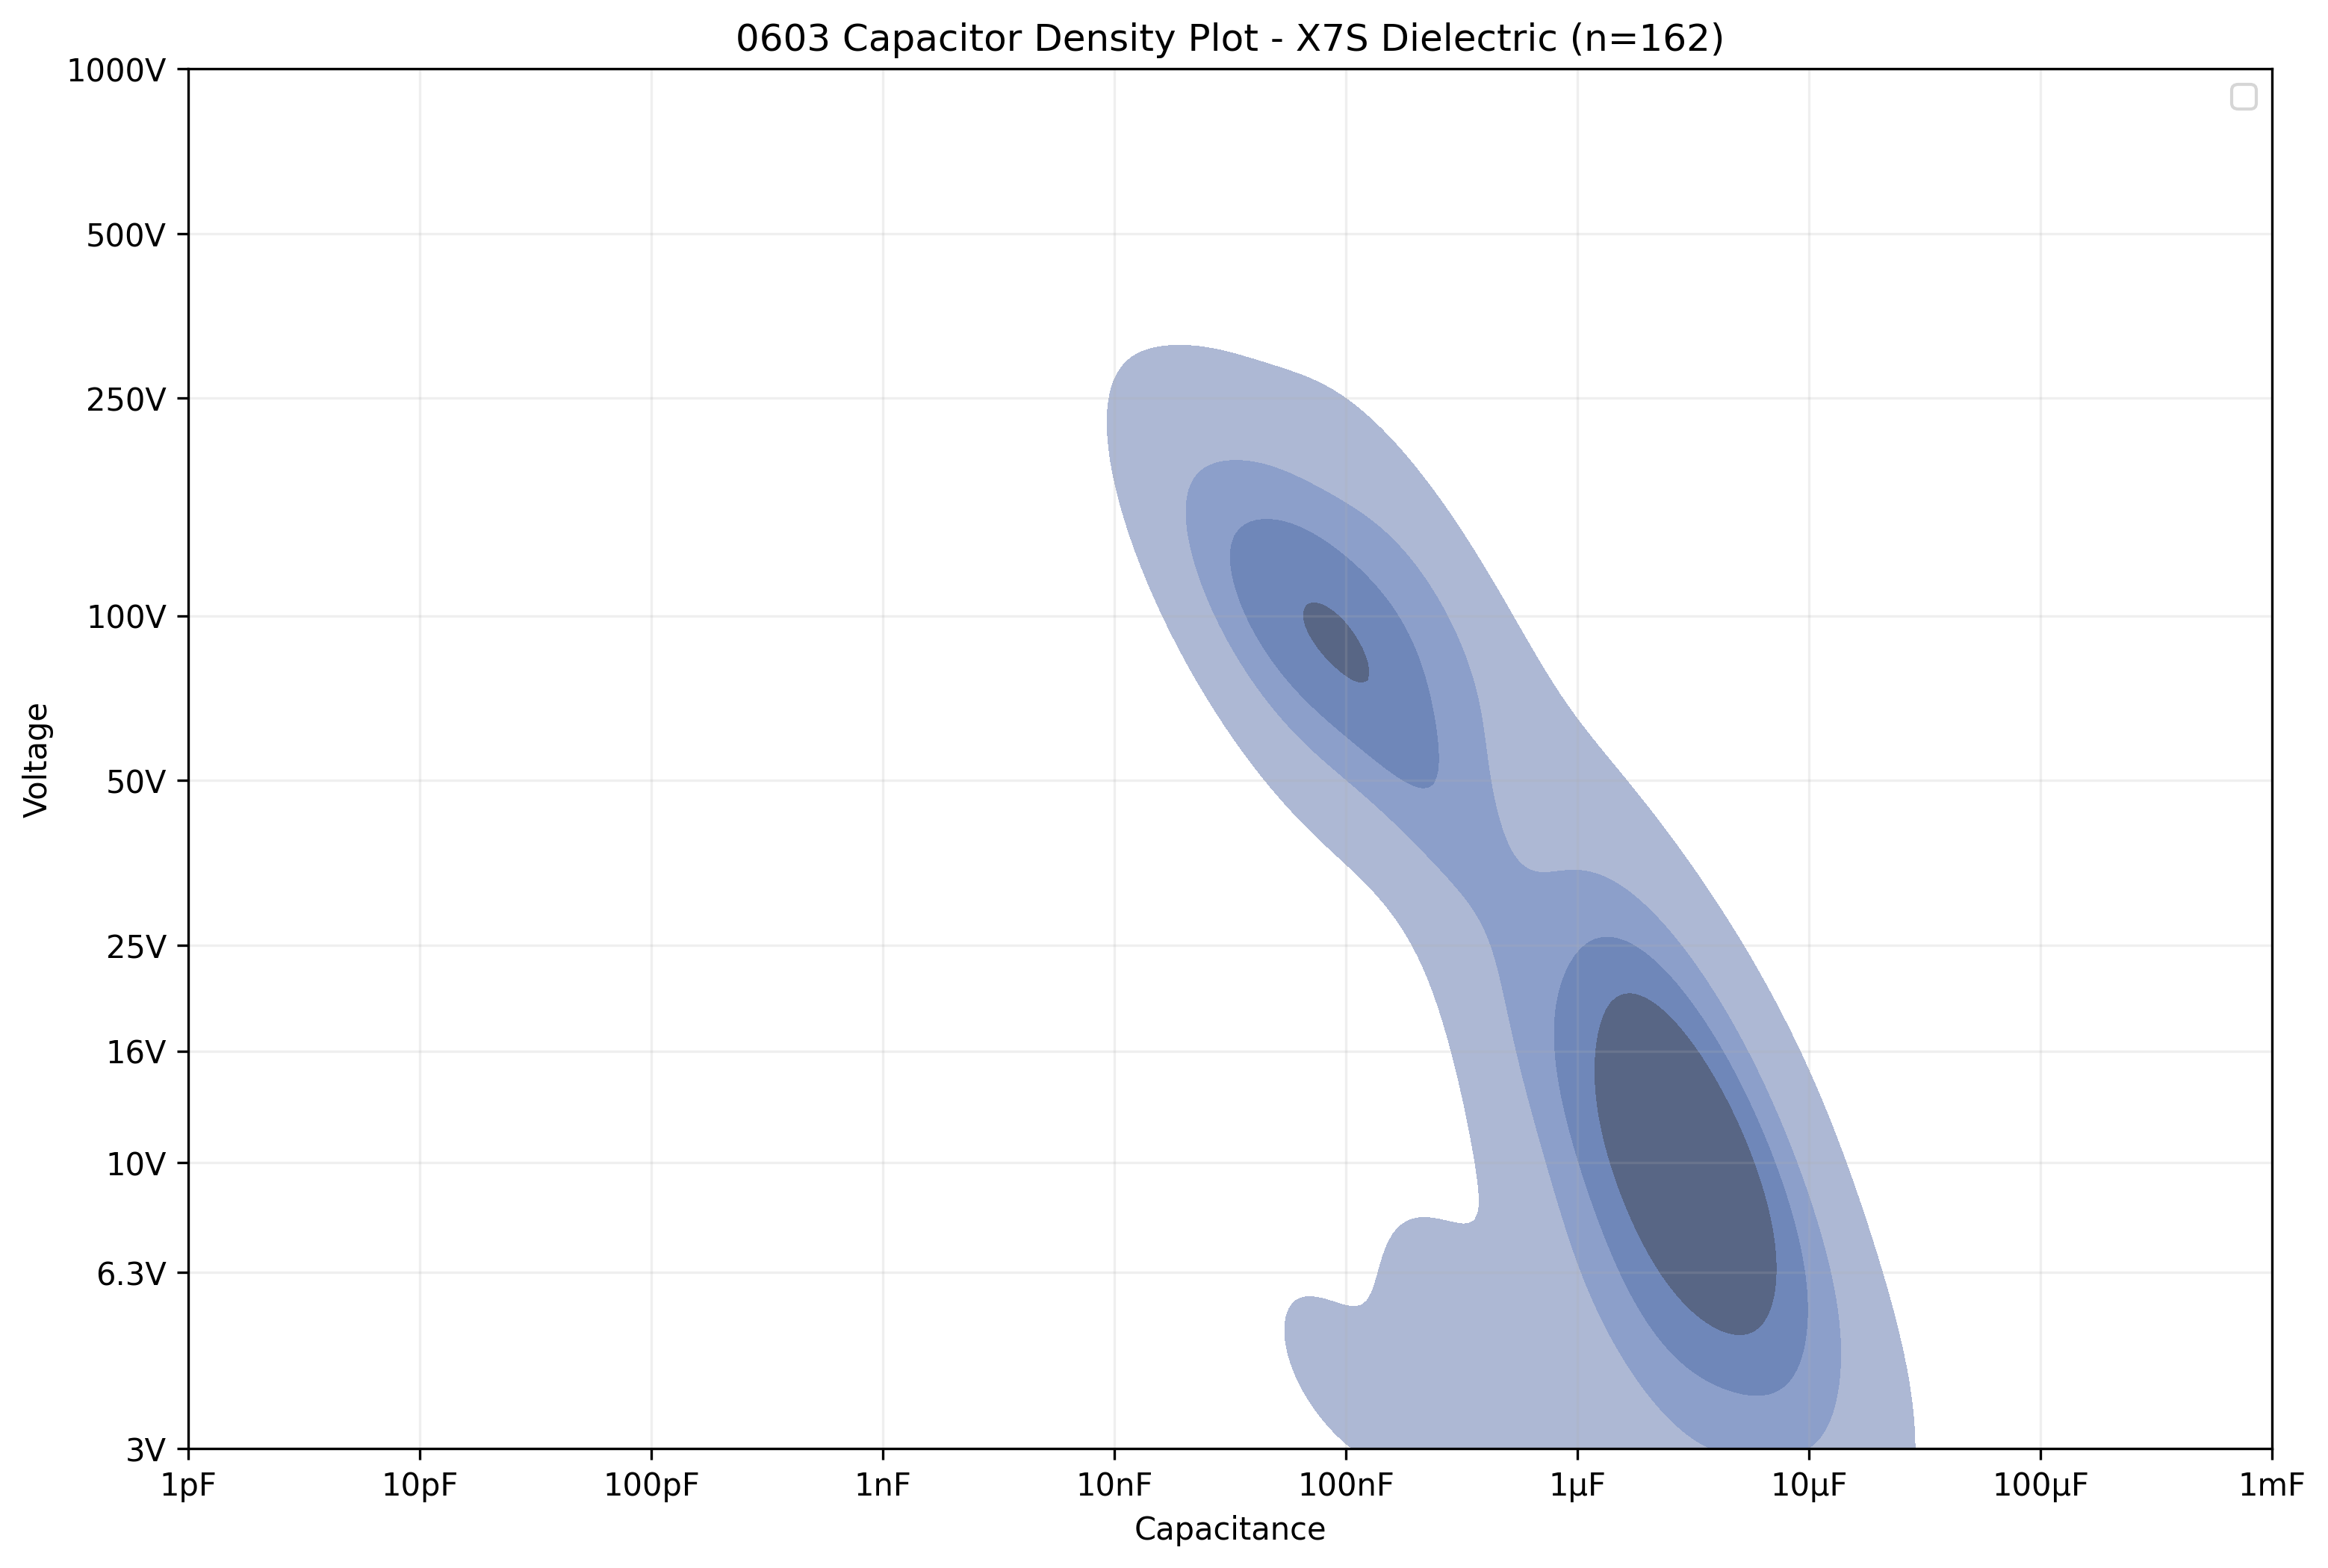 0603 Capacitor Density Plot - X7S Dielectric (n=162)
1000V
500V
250V
100V
50V
25V
16V
10V
6.3V
3V
Voltage
1pF
10pF
100pF
1nF
10nF
100nF
1µF
10µF
100µF
1mF
Capacitance